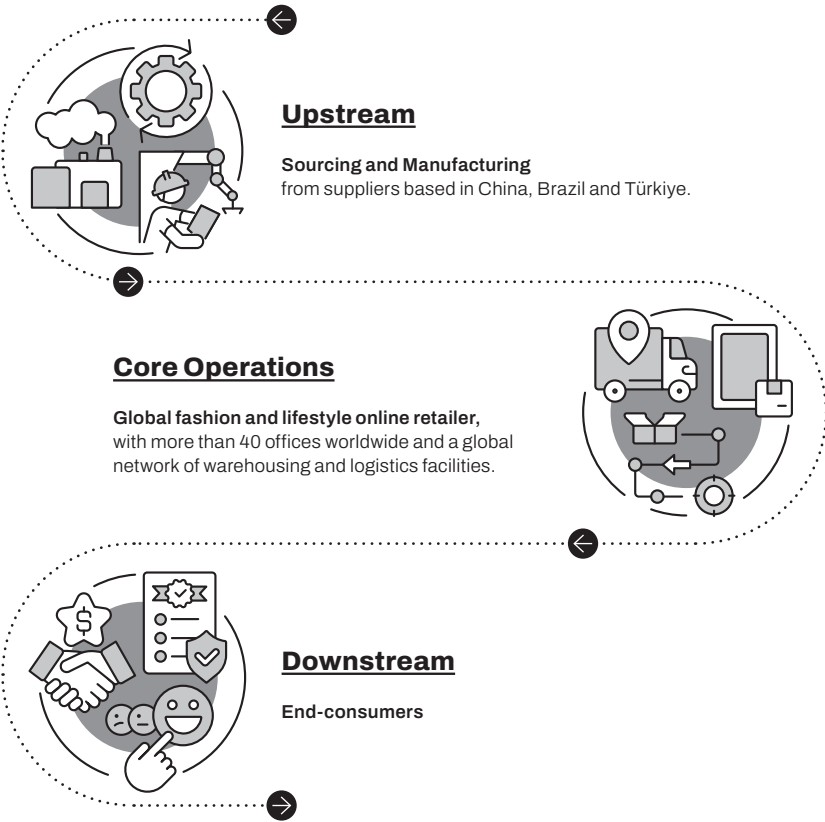 Upstream
Sourcing and Manufacturing
from suppliers based in China, Brazil and Türkiye.
Core Operations
Global fashion and lifestyle online retailer,
with more than 40 offices worldwide and a global
network of warehousing and logistics facilities.
$
Downstream
End-consumers